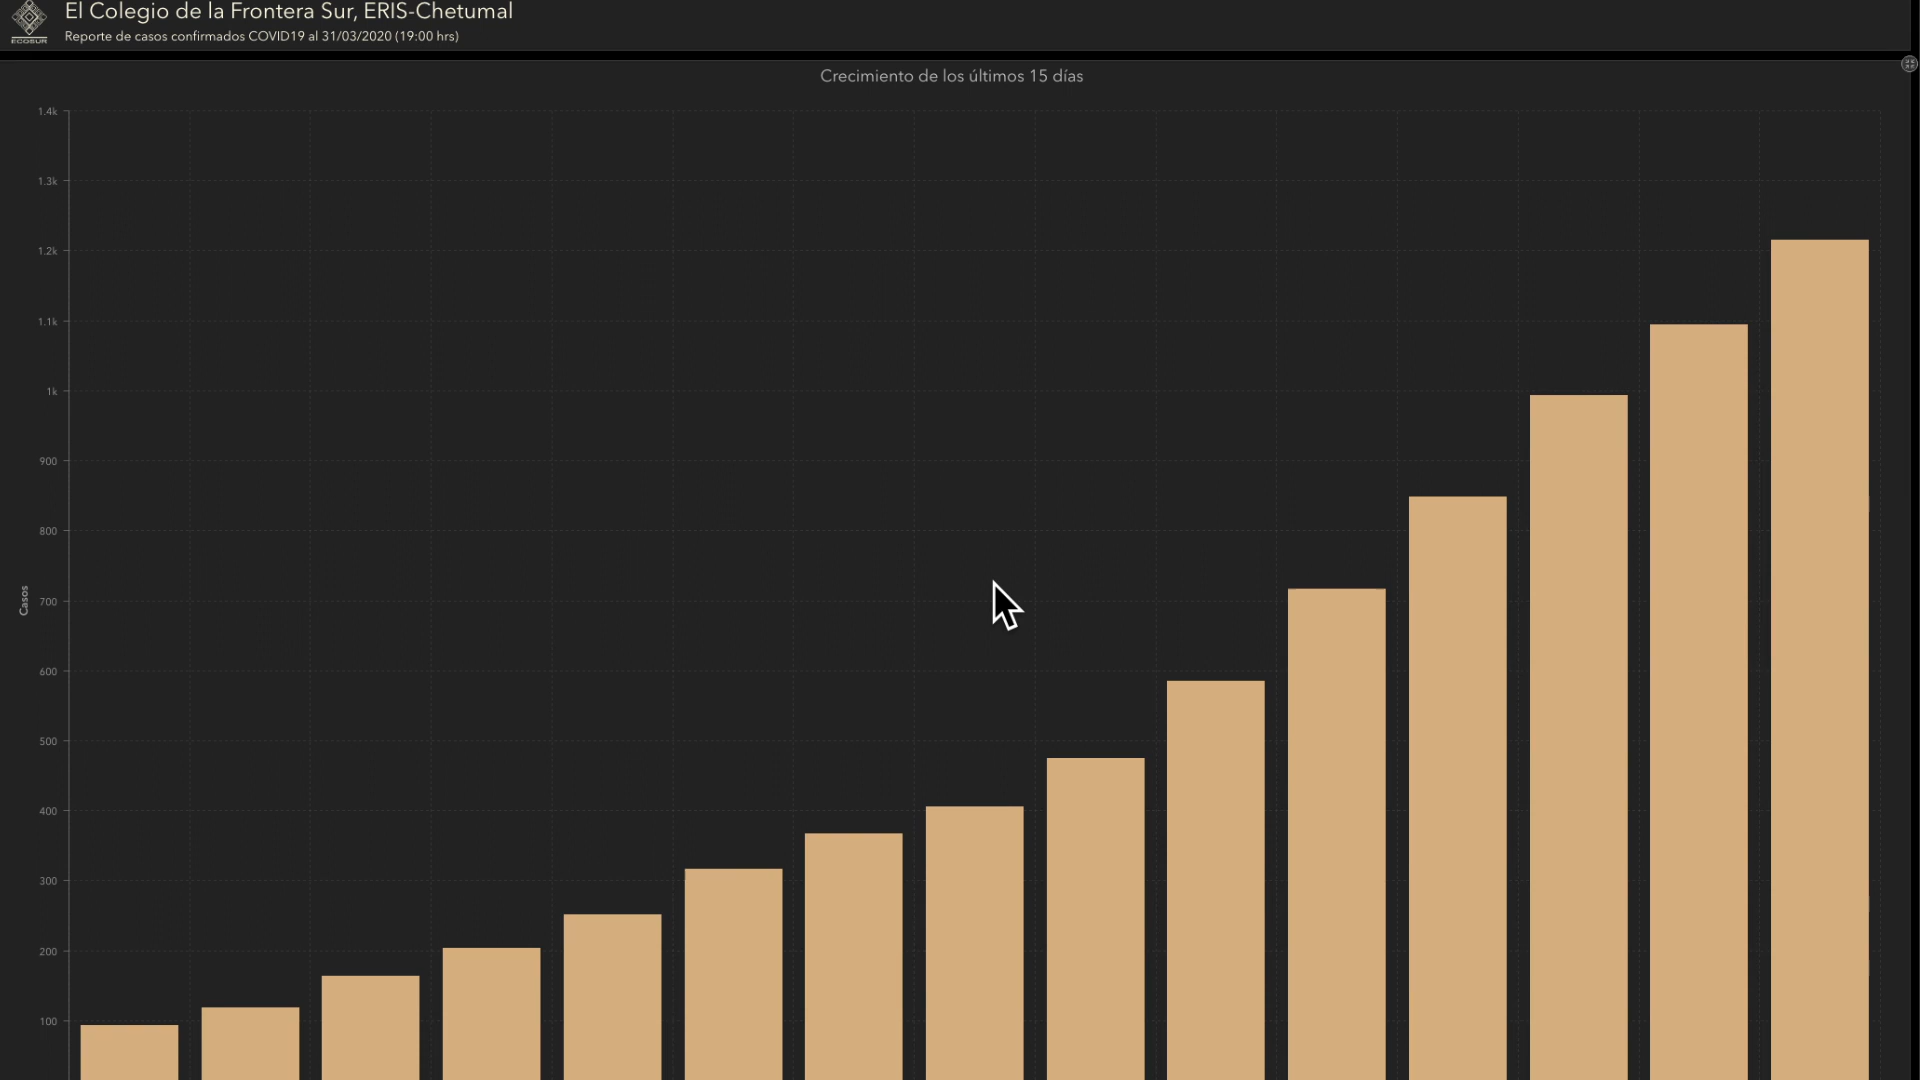 El Colegio de la Frontera Sur, ERIS-Chetumal
ECOSUR
Reporte de casos confirmados COVID19 al 31/03/2020 (19:00 hrs)
Crecimiento de los últimos 15 días
1.4k
1.3k
1.2k
1.1k
1k
900
800
700
600
500
400
300
200
100
Casos